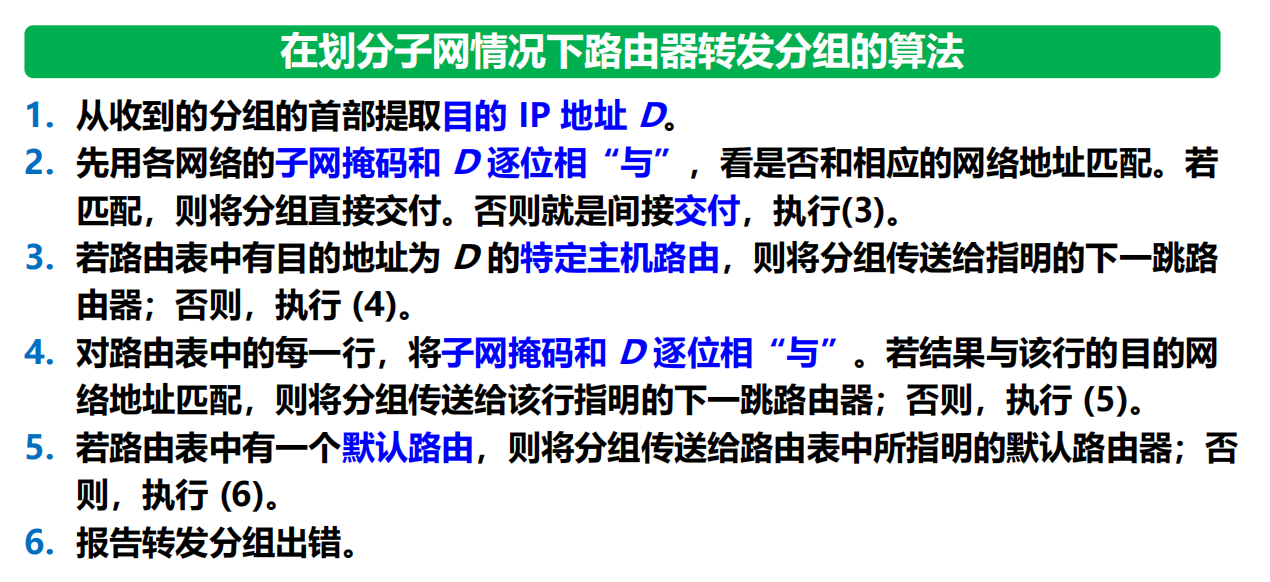 在划分子网情况下路由器转发分组的算法
1. 从收到的分组的首部提取目的 IP 地址 D。
2. 先用各网络的子网掩码和 D 逐位相“与”，看是否和相应的网络地址匹配。若
匹配，则将分组直接交付。否则就是间接交付，执行(3)。
3. 若路由表中有目的地址为 D 的特定主机路由，则将分组传送给指明的下一跳路
由器；否则，执行 (4)。
4. 对路由表中的每一行，将子网掩码和 D 逐位相“与”。若结果与该行的目的网
络地址匹配，则将分组传送给该行指明的下一跳路由器；否则，执行 (5)。
5. 若路由表中有一个默认路由，则将分组传送给路由表中所指明的默认路由器；否
则，执行 (6)。
6. 报告转发分组出错。